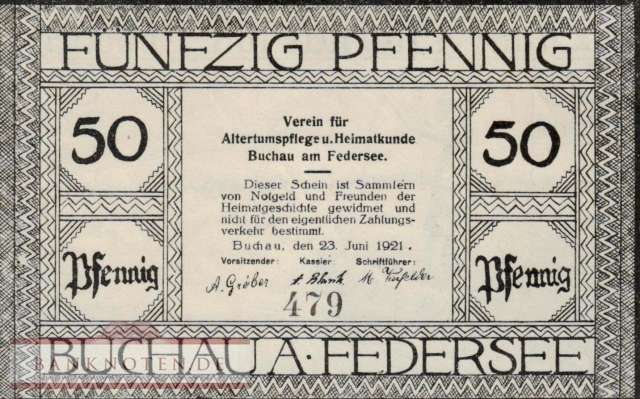 FUNFZIG PFENNIG
50
50
Verein für
Altertumspflege u. Heimatkunde
Buchau am Federsee.
Dieser Schein ist Sammlern
von Notgeld und Freunden der
Heimatgeschichte gewidmet und
nicht für den eigentlichen Zahlungs-
verkehr bestimmt.
Buchau, den 23. Juni 1921.
Vorsitzender: Kassier: Schriftführer:
A. Gröber
Pfennig
Pfennig
479
BUCHAU A. FEDERSEE
BANKNOTEN.DE